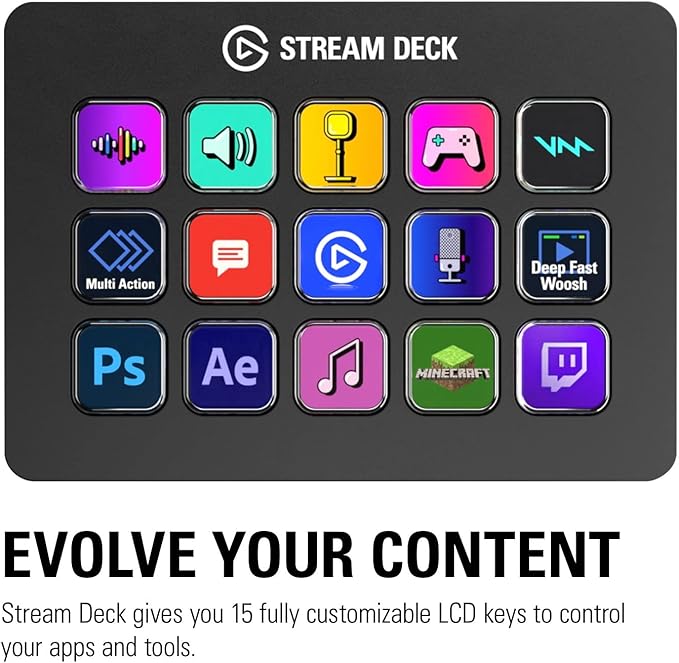 STREAM DECK
Multi Action
Deep Fast
Woosh
Ps
Ae
MINECRAFT
EVOLVE YOUR CONTENT
Stream Deck gives you 15 fully customizable LCD keys to control
your apps and tools.